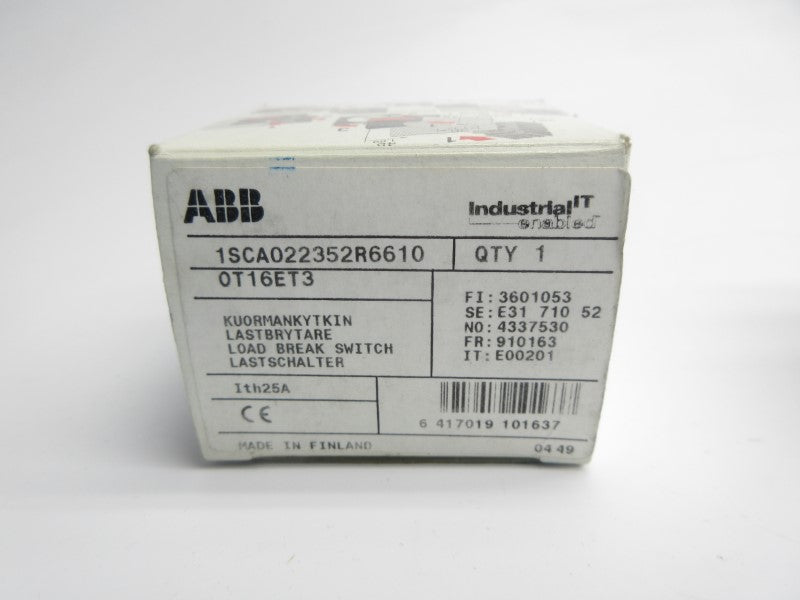 ABB
Industrial IT
enabled
1SCA022352R6610
QTY 1
OT16ET3
FI: 3601053
SE: E31 710 52
NO: 4337530
FR: 910163
IT: E00201
KUORMANKYTKIN
LASTBRYTARE
LOAD BREAK SWITCH
LASTSCHALTER
Ith25A
CE
6 417019 101637
MADE IN FINLAND
04 49